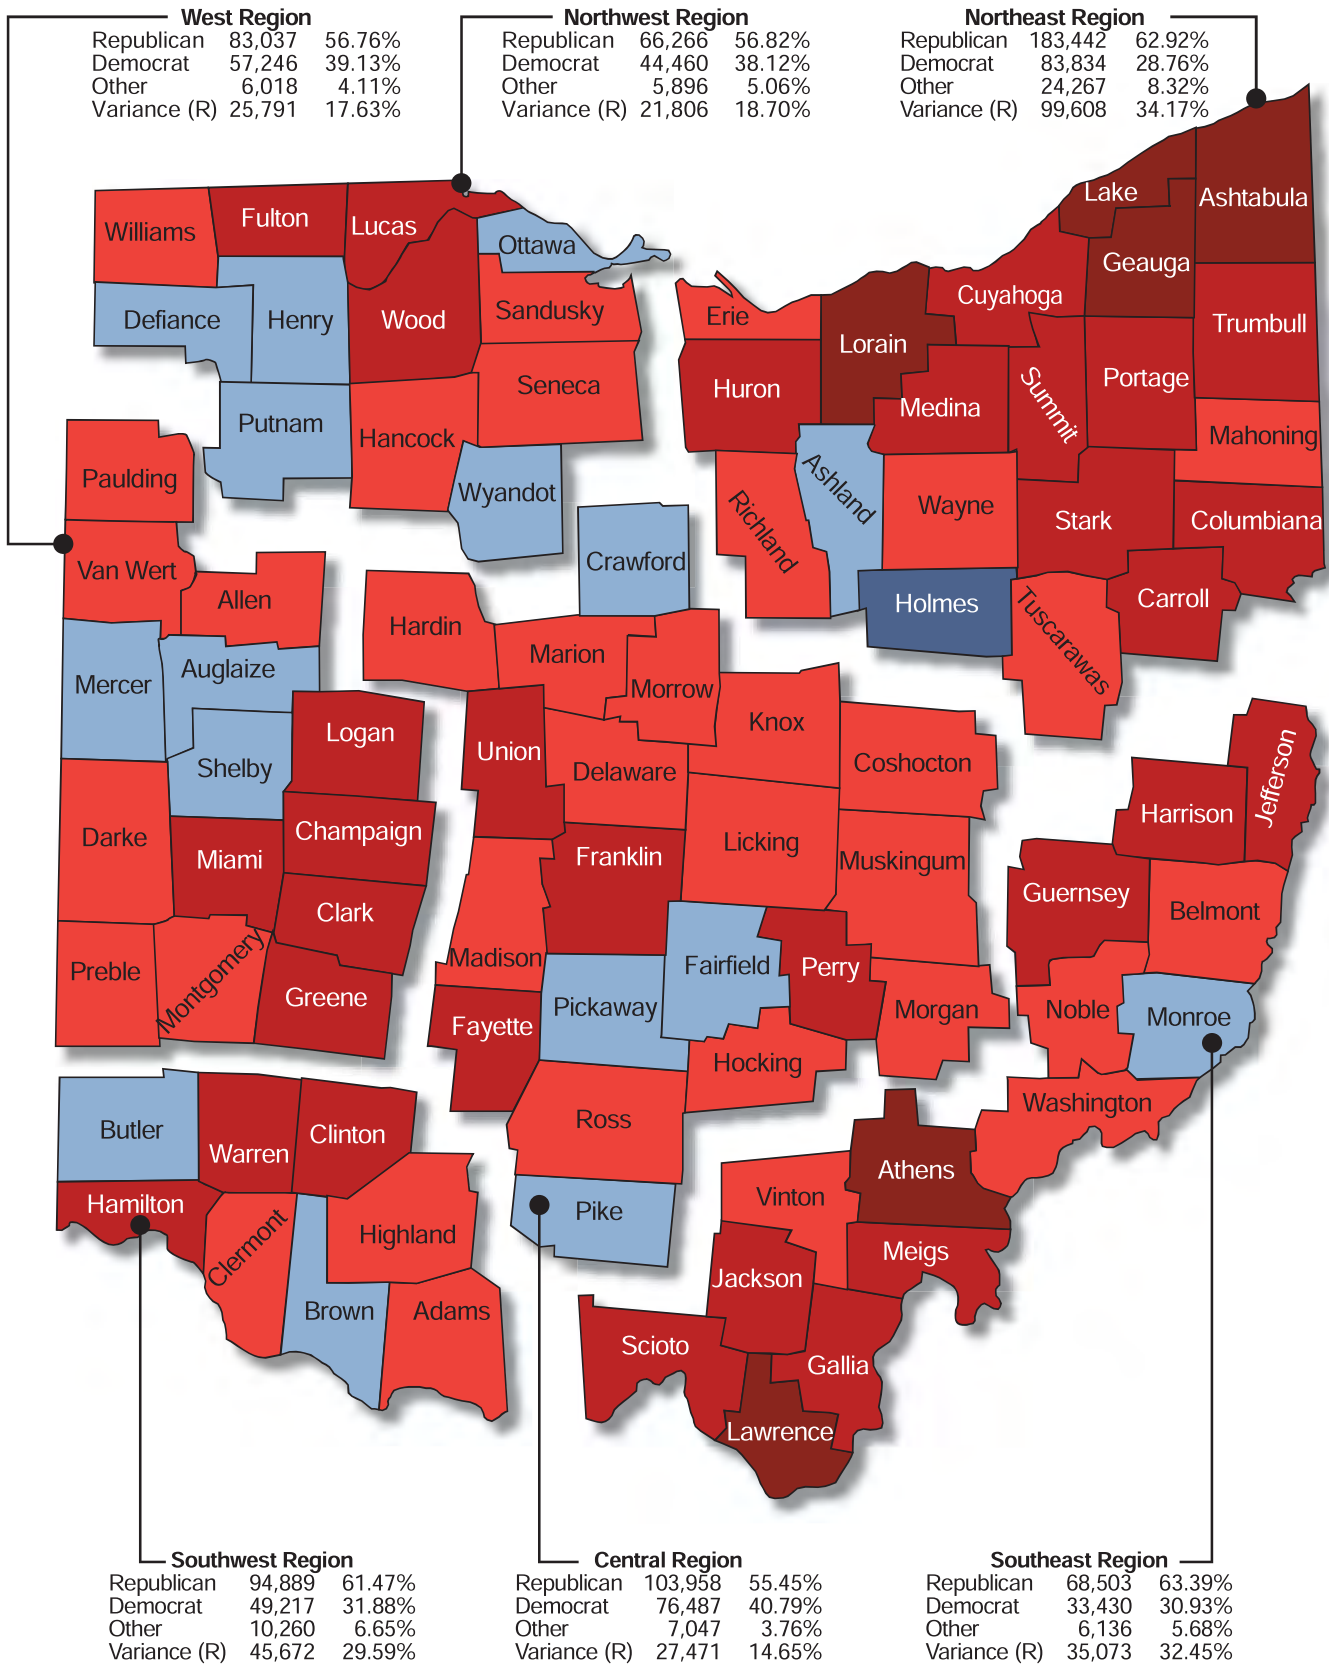 West Region
Republican 83,037 56.76%
Democrat 57,246 39.13%
Other 6,018 4.11%
Variance (R) 25,791 17.63%
Northwest Region
Republican 66,266 56.82%
Democrat 44,460 38.12%
Other 5,896 5.06%
Variance (R) 21,806 18.70%
Northeast Region
Republican 183,442 62.92%
Democrat 83,834 28.76%
Other 24,267 8.32%
Variance (R) 99,608 34.17%
Williams
Fulton
Lucas
Ottawa
Defiance
Henry
Wood
Sandusky
Seneca
Putnam
Hancock
Wyandot
Lake
Ashtabula
Geauga
Cuyahoga
Erie
Lorain
Trumbull
Huron
Medina
Summit
Portage
Mahoning
Richland
Ashland
Wayne
Stark
Columbiana
Holmes
Tuscarawas
Carroll
Paulding
Van Wert
Allen
Mercer
Auglaize
Shelby
Logan
Darke
Miami
Champaign
Clark
Preble
Montgomery
Greene
Crawford
Hardin
Marion
Morrow
Union
Delaware
Knox
Coshocton
Franklin
Licking
Muskingum
Madison
Fairfield
Perry
Pickaway
Fayette
Morgan
Hocking
Ross
Pike
Jefferson
Harrison
Guernsey
Belmont
Noble
Monroe
Washington
Athens
Vinton
Meigs
Jackson
Scioto
Gallia
Lawrence
Butler
Warren
Clinton
Hamilton
Clermont
Highland
Brown
Adams
Southwest Region
Republican 94,889 61.47%
Democrat 49,217 31.88%
Other 10,260 6.65%
Variance (R) 45,672 29.59%
Central Region
Republican 103,958 55.45%
Democrat 76,487 40.79%
Other 7,047 3.76%
Variance (R) 27,471 14.65%
Southeast Region
Republican 68,503 63.39%
Democrat 33,430 30.93%
Other 6,136 5.68%
Variance (R) 35,073 32.45%